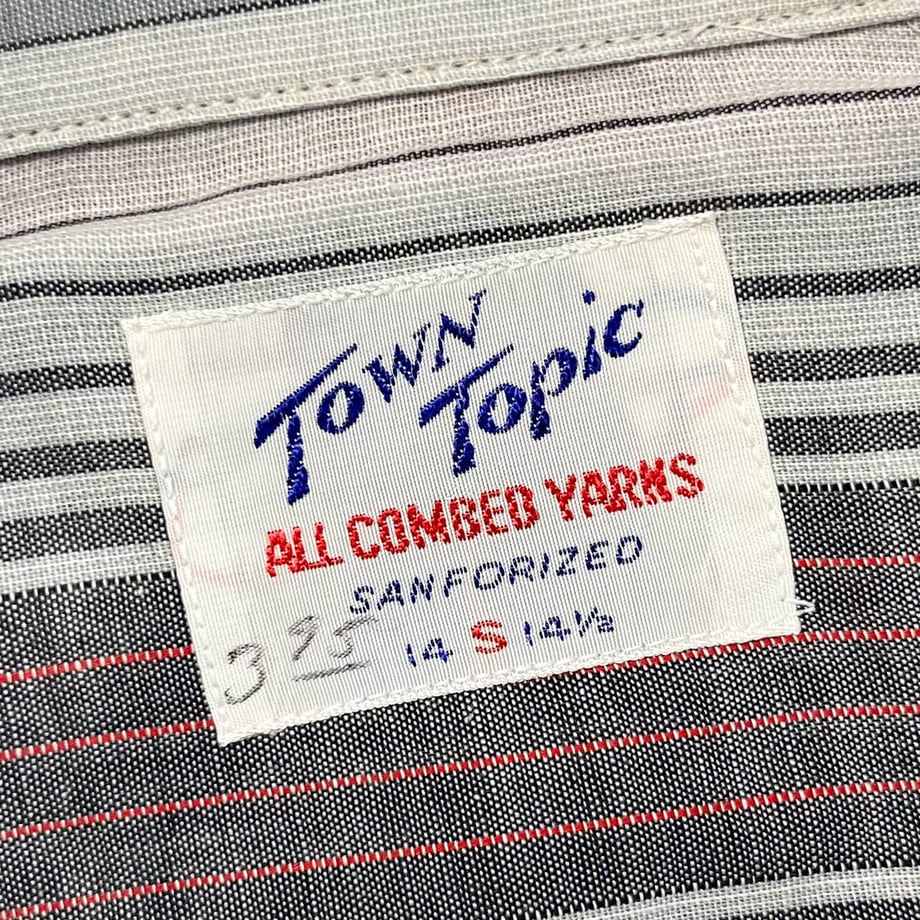 Town
Topic
ALL COMBED YARNS
SANFORIZED
14 S 14½
3 95